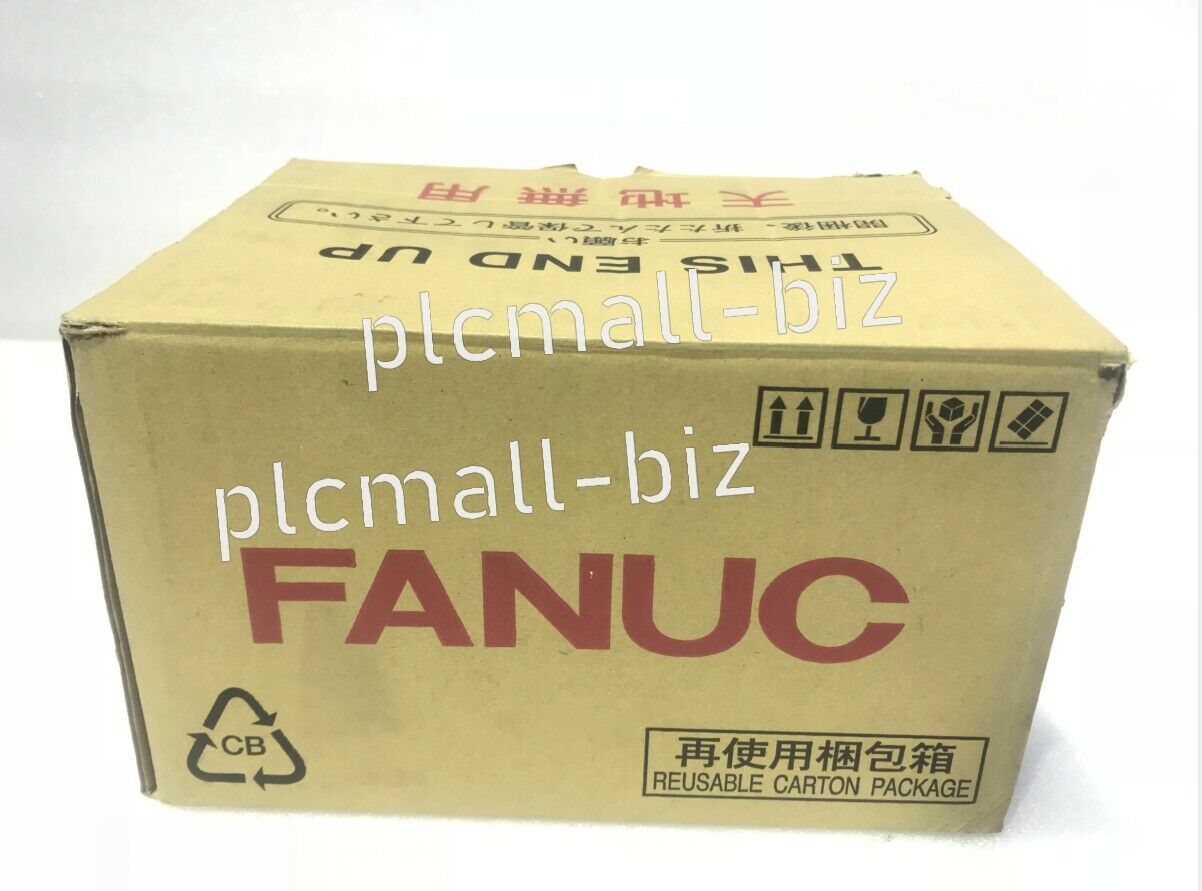 天地無用
開梱後、折たたんで保管して下さい。
お願い
THIS END UP
plcmall-biz
plcmall-biz
FANUC
CB
再使用梱包箱
REUSABLE CARTON PACKAGE